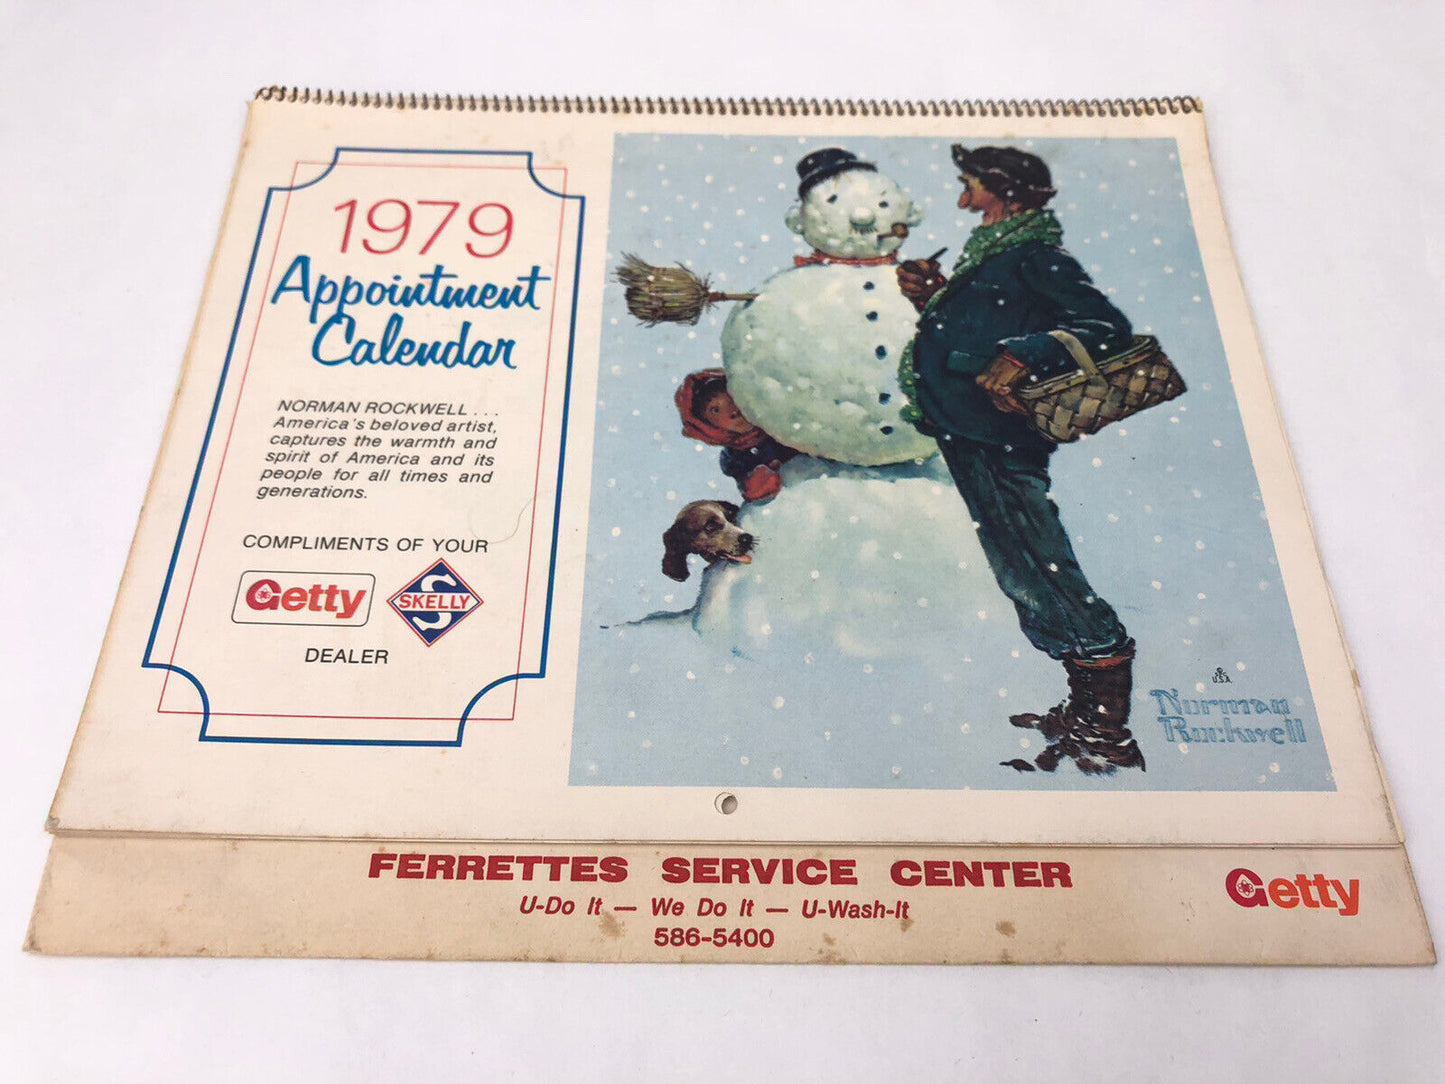 1979
Appointment
Calendar
NORMAN ROCKWELL . . .
America's beloved artist,
captures the warmth and
spirit of America and its
people for all times and
generations.
COMPLIMENTS OF YOUR
Getty
S
SKELLY
DEALER
U.S.A.
Norman
Rockwell
FERRETTES SERVICE CENTER
U-Do It — We Do It — U-Wash-It
586-5400
Getty